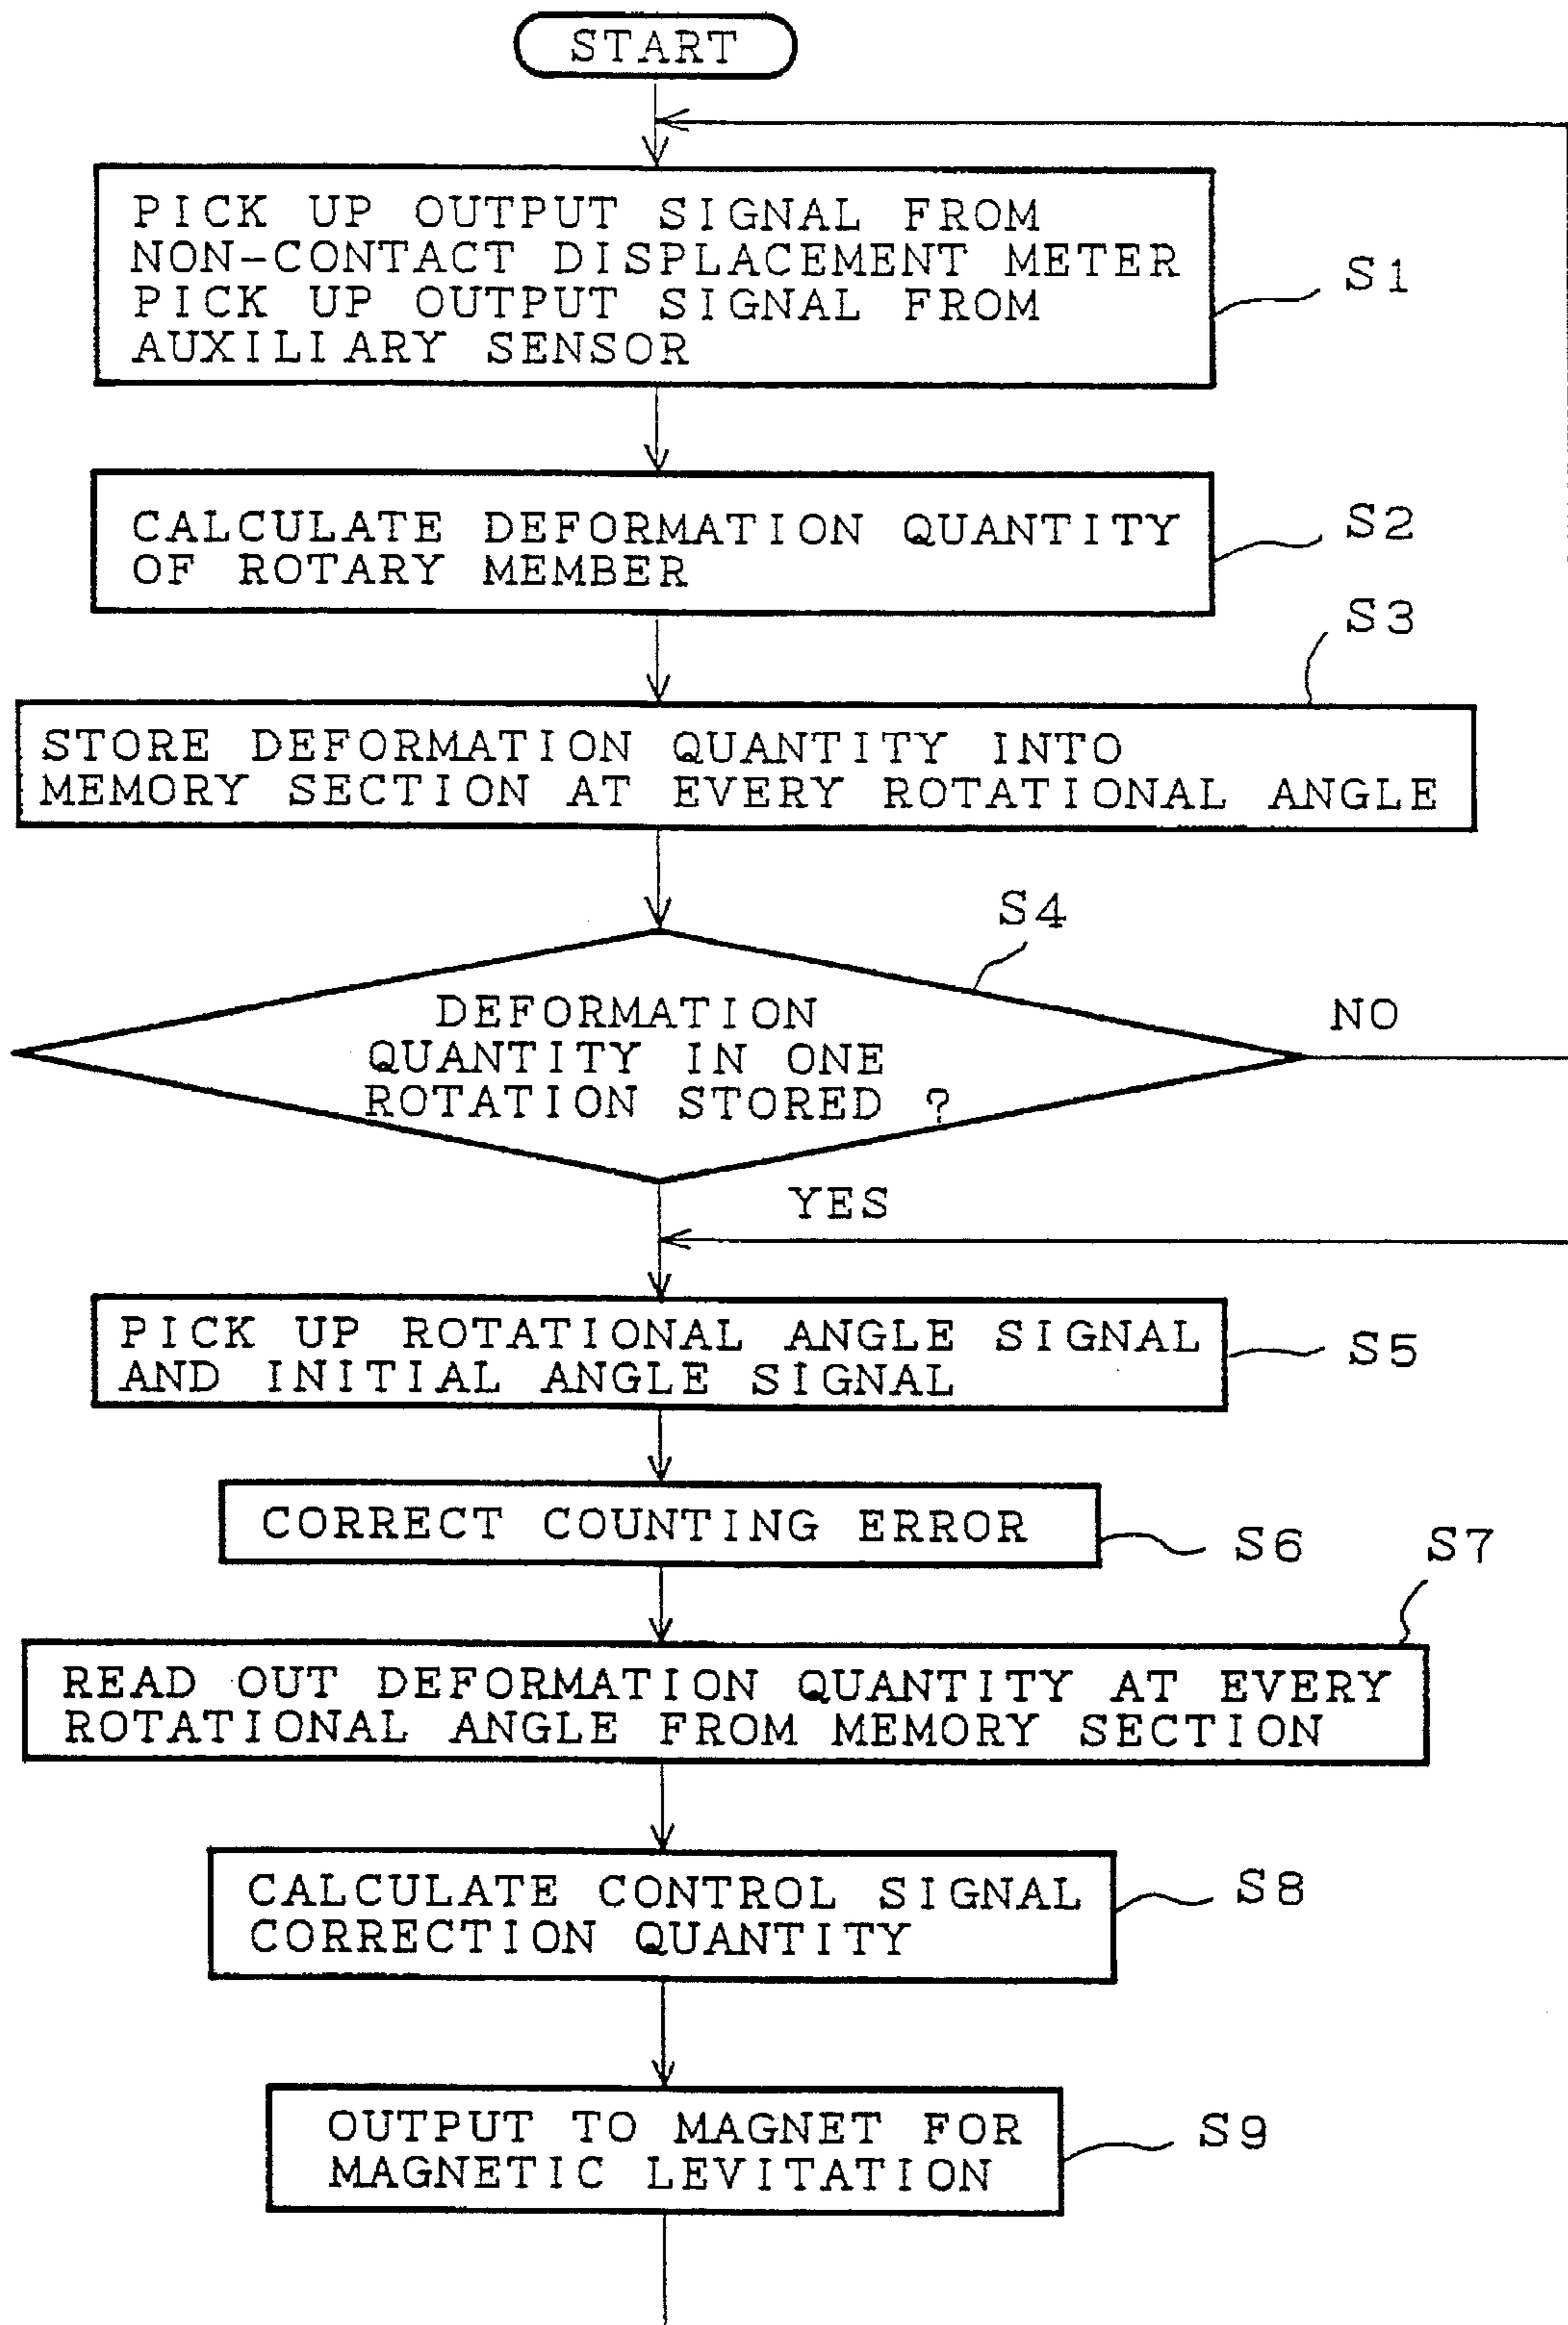 START
PICK UP OUTPUT SIGNAL FROM
NON-CONTACT DISPLACEMENT METER
PICK UP OUTPUT SIGNAL FROM
AUXILIARY SENSOR
S1
CALCULATE DEFORMATION QUANTITY
OF ROTARY MEMBER
S2
S3
STORE DEFORMATION QUANTITY INTO
MEMORY SECTION AT EVERY ROTATIONAL ANGLE
S4
DEFORMATION
QUANTITY IN ONE
ROTATION STORED ?
NO
YES
PICK UP ROTATIONAL ANGLE SIGNAL
AND INITIAL ANGLE SIGNAL
S5
CORRECT COUNTING ERROR
S6
S7
READ OUT DEFORMATION QUANTITY AT EVERY
ROTATIONAL ANGLE FROM MEMORY SECTION
CALCULATE CONTROL SIGNAL
CORRECTION QUANTITY
S8
OUTPUT TO MAGNET FOR
MAGNETIC LEVITATION
S9